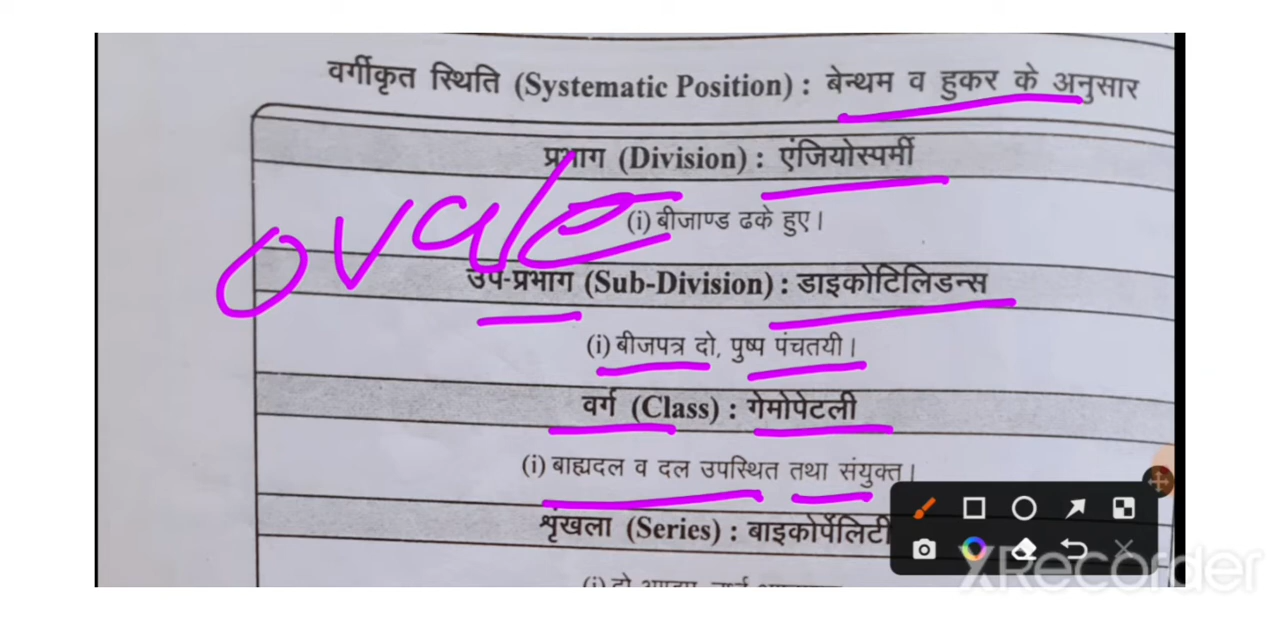 वर्गीकृत स्थिति (Systematic Position) : बेन्थम व हुकर के अनुसार
प्रभाग (Division) : एंजियोस्पर्मी
ovale
(i) बीजाण्ड ढके हुए।
उप-प्रभाग (Sub-Division) : डाइकोटिलिडन्स
(i) बीजपत्र दो, पुष्प पंचतयी।
वर्ग (Class) : गेमोपेटली
(i) बाह्यदल व दल उपस्थित तथा संयुक्त।
श्रृंखला (Series) : बाइकोर्पेलिटी
XRecorder
(i) दो